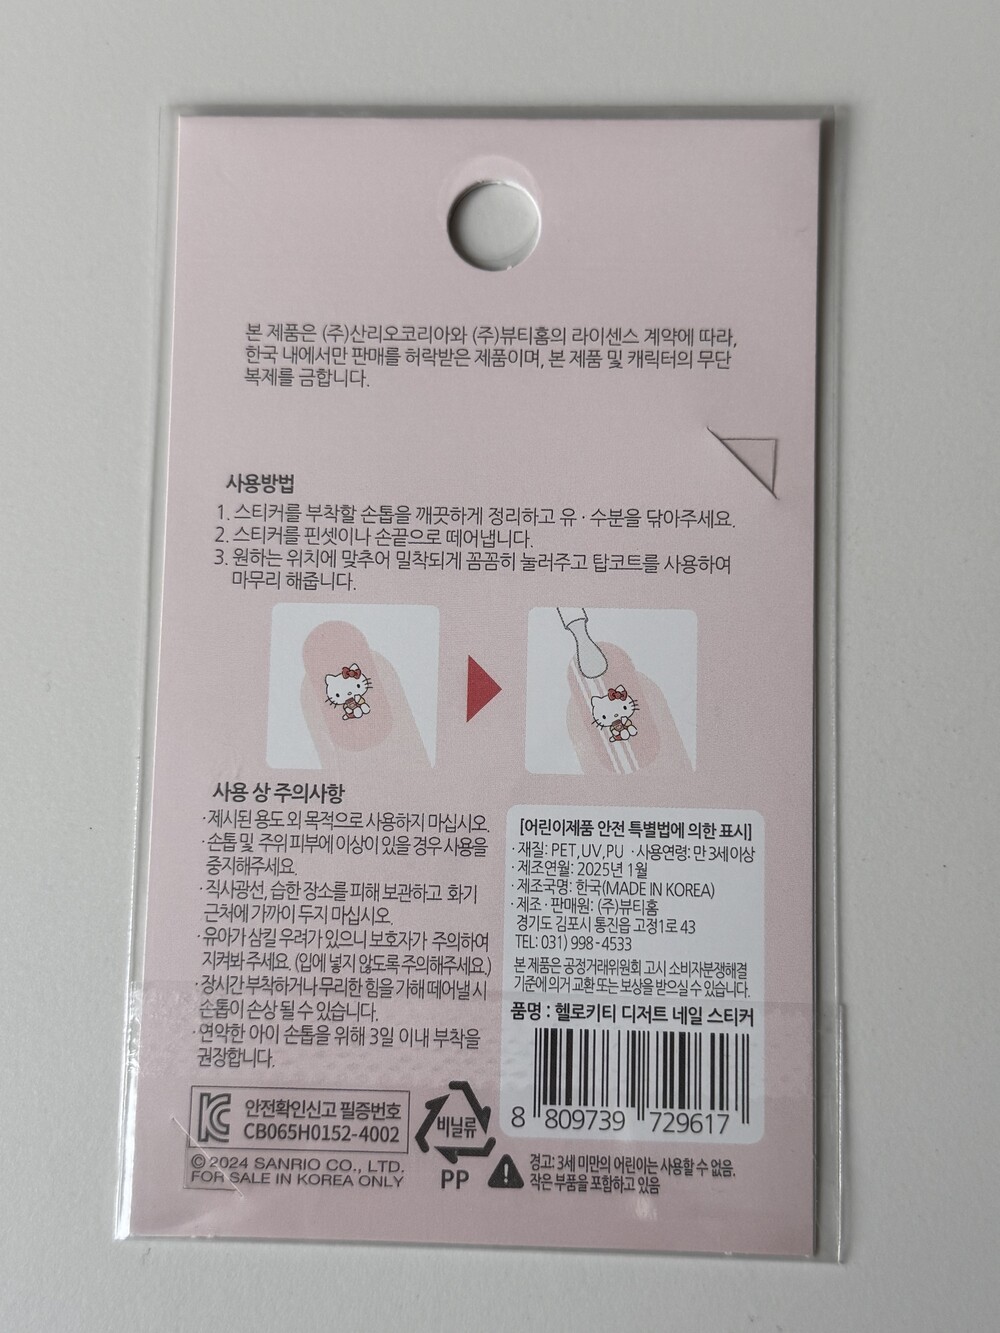 본 제품은 (주)산리오코리아와 (주)뷰티홈의 라이센스 계약에 따라,
한국 내에서만 판매를 허락받은 제품이며, 본 제품 및 캐릭터의 무단
복제를 금합니다.
사용방법
1. 스티커를 부착할 손톱을 깨끗하게 정리하고 유 · 수분을 닦아주세요.
2. 스티커를 핀셋이나 손끝으로 떼어냅니다.
3. 원하는 위치에 맞추어 밀착되게 꼼꼼히 눌러주고 탑코트를 사용하여
마무리 해줍니다.
사용 상 주의사항
· 제시된 용도 외 목적으로 사용하지 마십시오.
· 손톱 및 주위 피부에 이상이 있을 경우 사용을
중지해주세요.
· 직사광선, 습한 장소를 피해 보관하고 화기
근처에 가까이 두지 마십시오.
· 유아가 삼킬 우려가 있으니 보호자가 주의하여
지켜봐 주세요. (입에 넣지 않도록 주의해주세요.)
· 장시간 부착하거나 무리한 힘을 가해 떼어낼 시
손톱이 손상 될 수 있습니다.
· 연약한 아이 손톱을 위해 3일 이내 부착을
권장합니다.
[어린이제품 안전 특별법에 의한 표시]
· 재질: PET,UV,PU · 사용연령: 만 3세 이상
· 제조연월: 2025년 1월
· 제조국명: 한국(MADE IN KOREA)
· 제조 · 판매원: (주)뷰티홈
경기도 김포시 통진읍 고정1로 43
TEL: 031) 998-4533
본 제품은 공정거래위원회 고시 소비자분쟁해결
기준에 의거 교환 또는 보상을 받으실 수 있습니다.
품명 : 헬로키티 디저트 네일 스티커
8 809739 729617
안전확인신고 필증번호
CB065H0152-4002
© 2024 SANRIO CO., LTD.
FOR SALE IN KOREA ONLY
비닐류
PP
경고: 3세 미만의 어린이는 사용할 수 없음.
작은 부품을 포함하고 있음